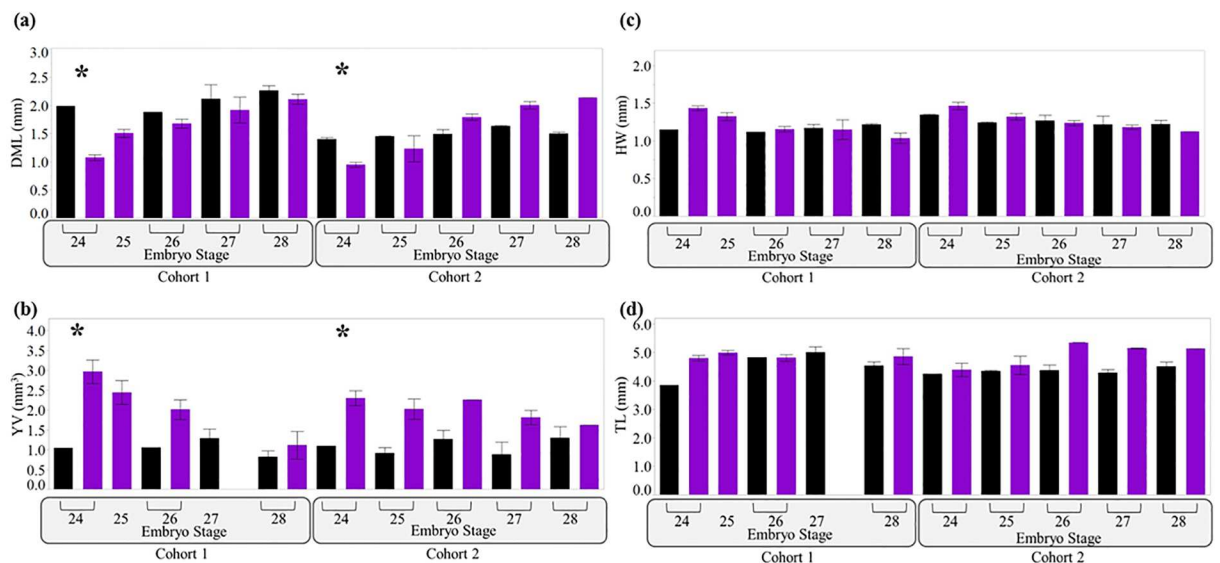 (a)
DML (mm)
3.0
2.5
2.0
1.5
1.0
0.5
0.0
*
*
24 25 26 27 28 24 25 26 27 28
Embryo Stage Embryo Stage
Cohort 1 Cohort 2
(c)
HW (mm)
2.0
1.5
1.0
0.5
0.0
24 25 26 27 28 24 25 26 27 28
Embryo Stage Embryo Stage
Cohort 1 Cohort 2
(b)
YV (mm³)
4.0
3.5
3.0
2.5
2.0
1.5
1.0
0.5
0.0
*
*
24 25 26 27 28 24 25 26 27 28
Embryo Stage Embryo Stage
Cohort 1 Cohort 2
(d)
TL (mm)
6.0
5.0
4.0
3.0
2.0
1.0
0.0
24 25 26 27 28 24 25 26 27 28
Embryo Stage Embryo Stage
Cohort 1 Cohort 2